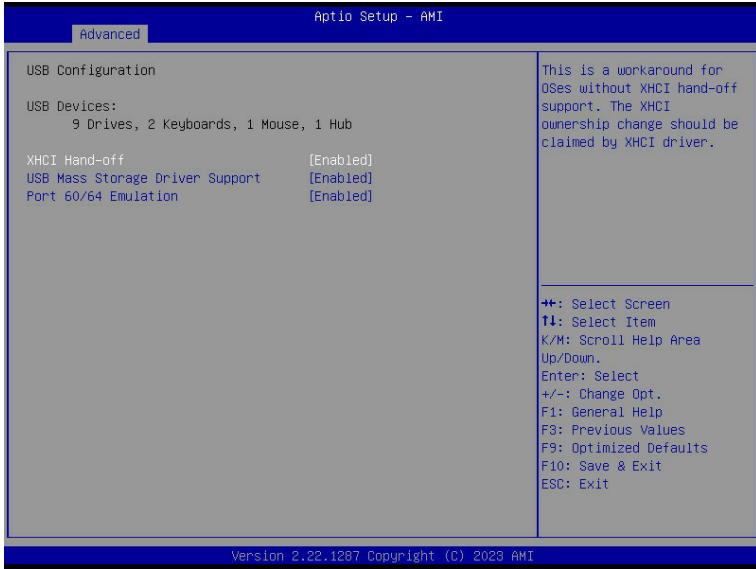 Aptio Setup – AMI
Advanced
USB Configuration
USB Devices:
9 Drives, 2 Keyboards, 1 Mouse, 1 Hub
XHCI Hand-off [Enabled]
USB Mass Storage Driver Support [Enabled]
Port 60/64 Emulation [Enabled]
This is a workaround for
OSes without XHCI hand-off
support. The XHCI
ownership change should be
claimed by XHCI driver.
→←: Select Screen
↑↓: Select Item
K/M: Scroll Help Area
Up/Down.
Enter: Select
+/-: Change Opt.
F1: General Help
F3: Previous Values
F9: Optimized Defaults
F10: Save & Exit
ESC: Exit
Version 2.22.1287 Copyright (C) 2023 AMI